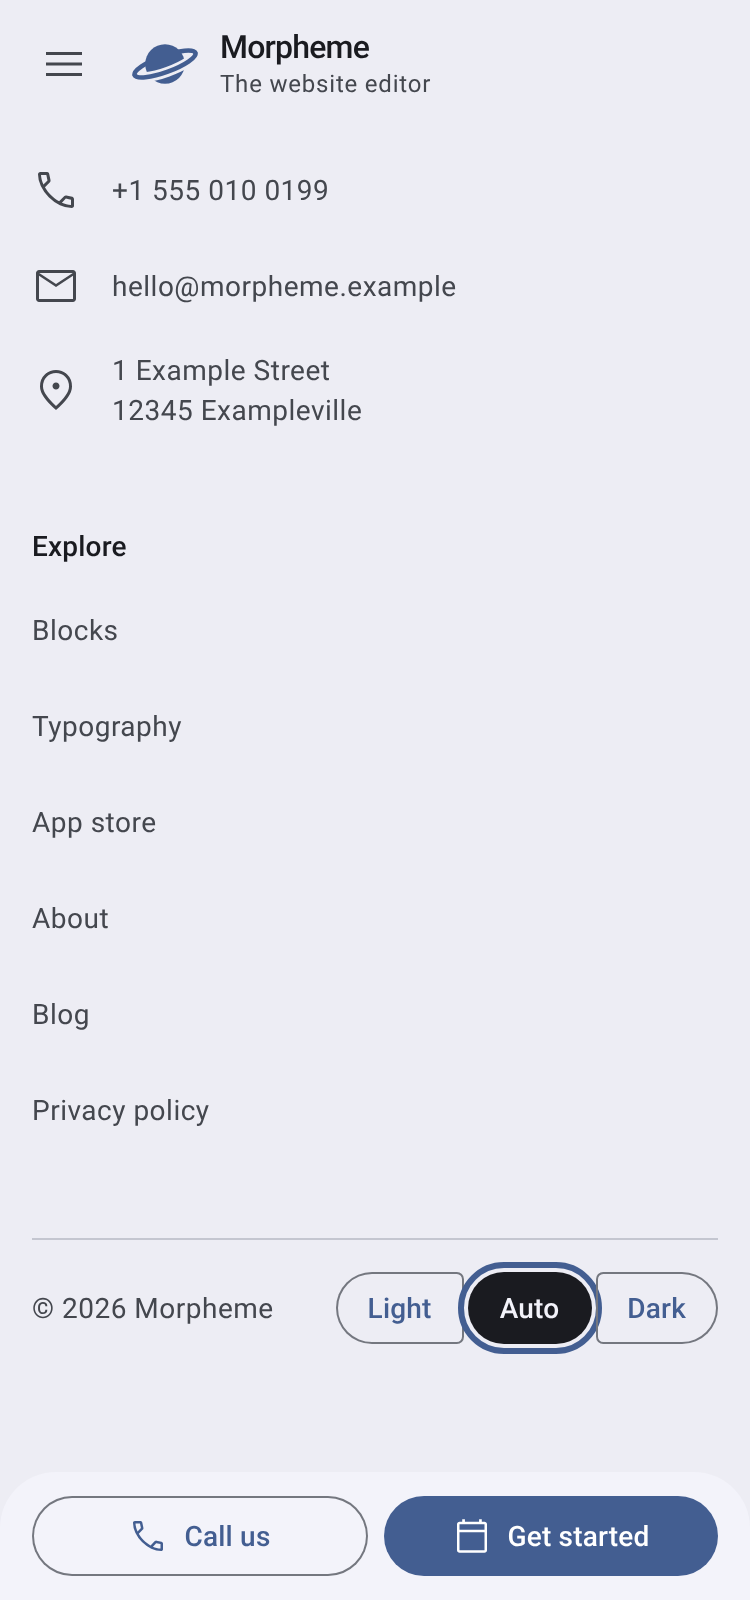 Morpheme
The website editor
+1 555 010 0199
hello@morpheme.example
1 Example Street
12345 Exampleville
Explore
Blocks
Typography
App store
About
Blog
Privacy policy
© 2026 Morpheme
Light
Auto
Dark
Call us
Get started